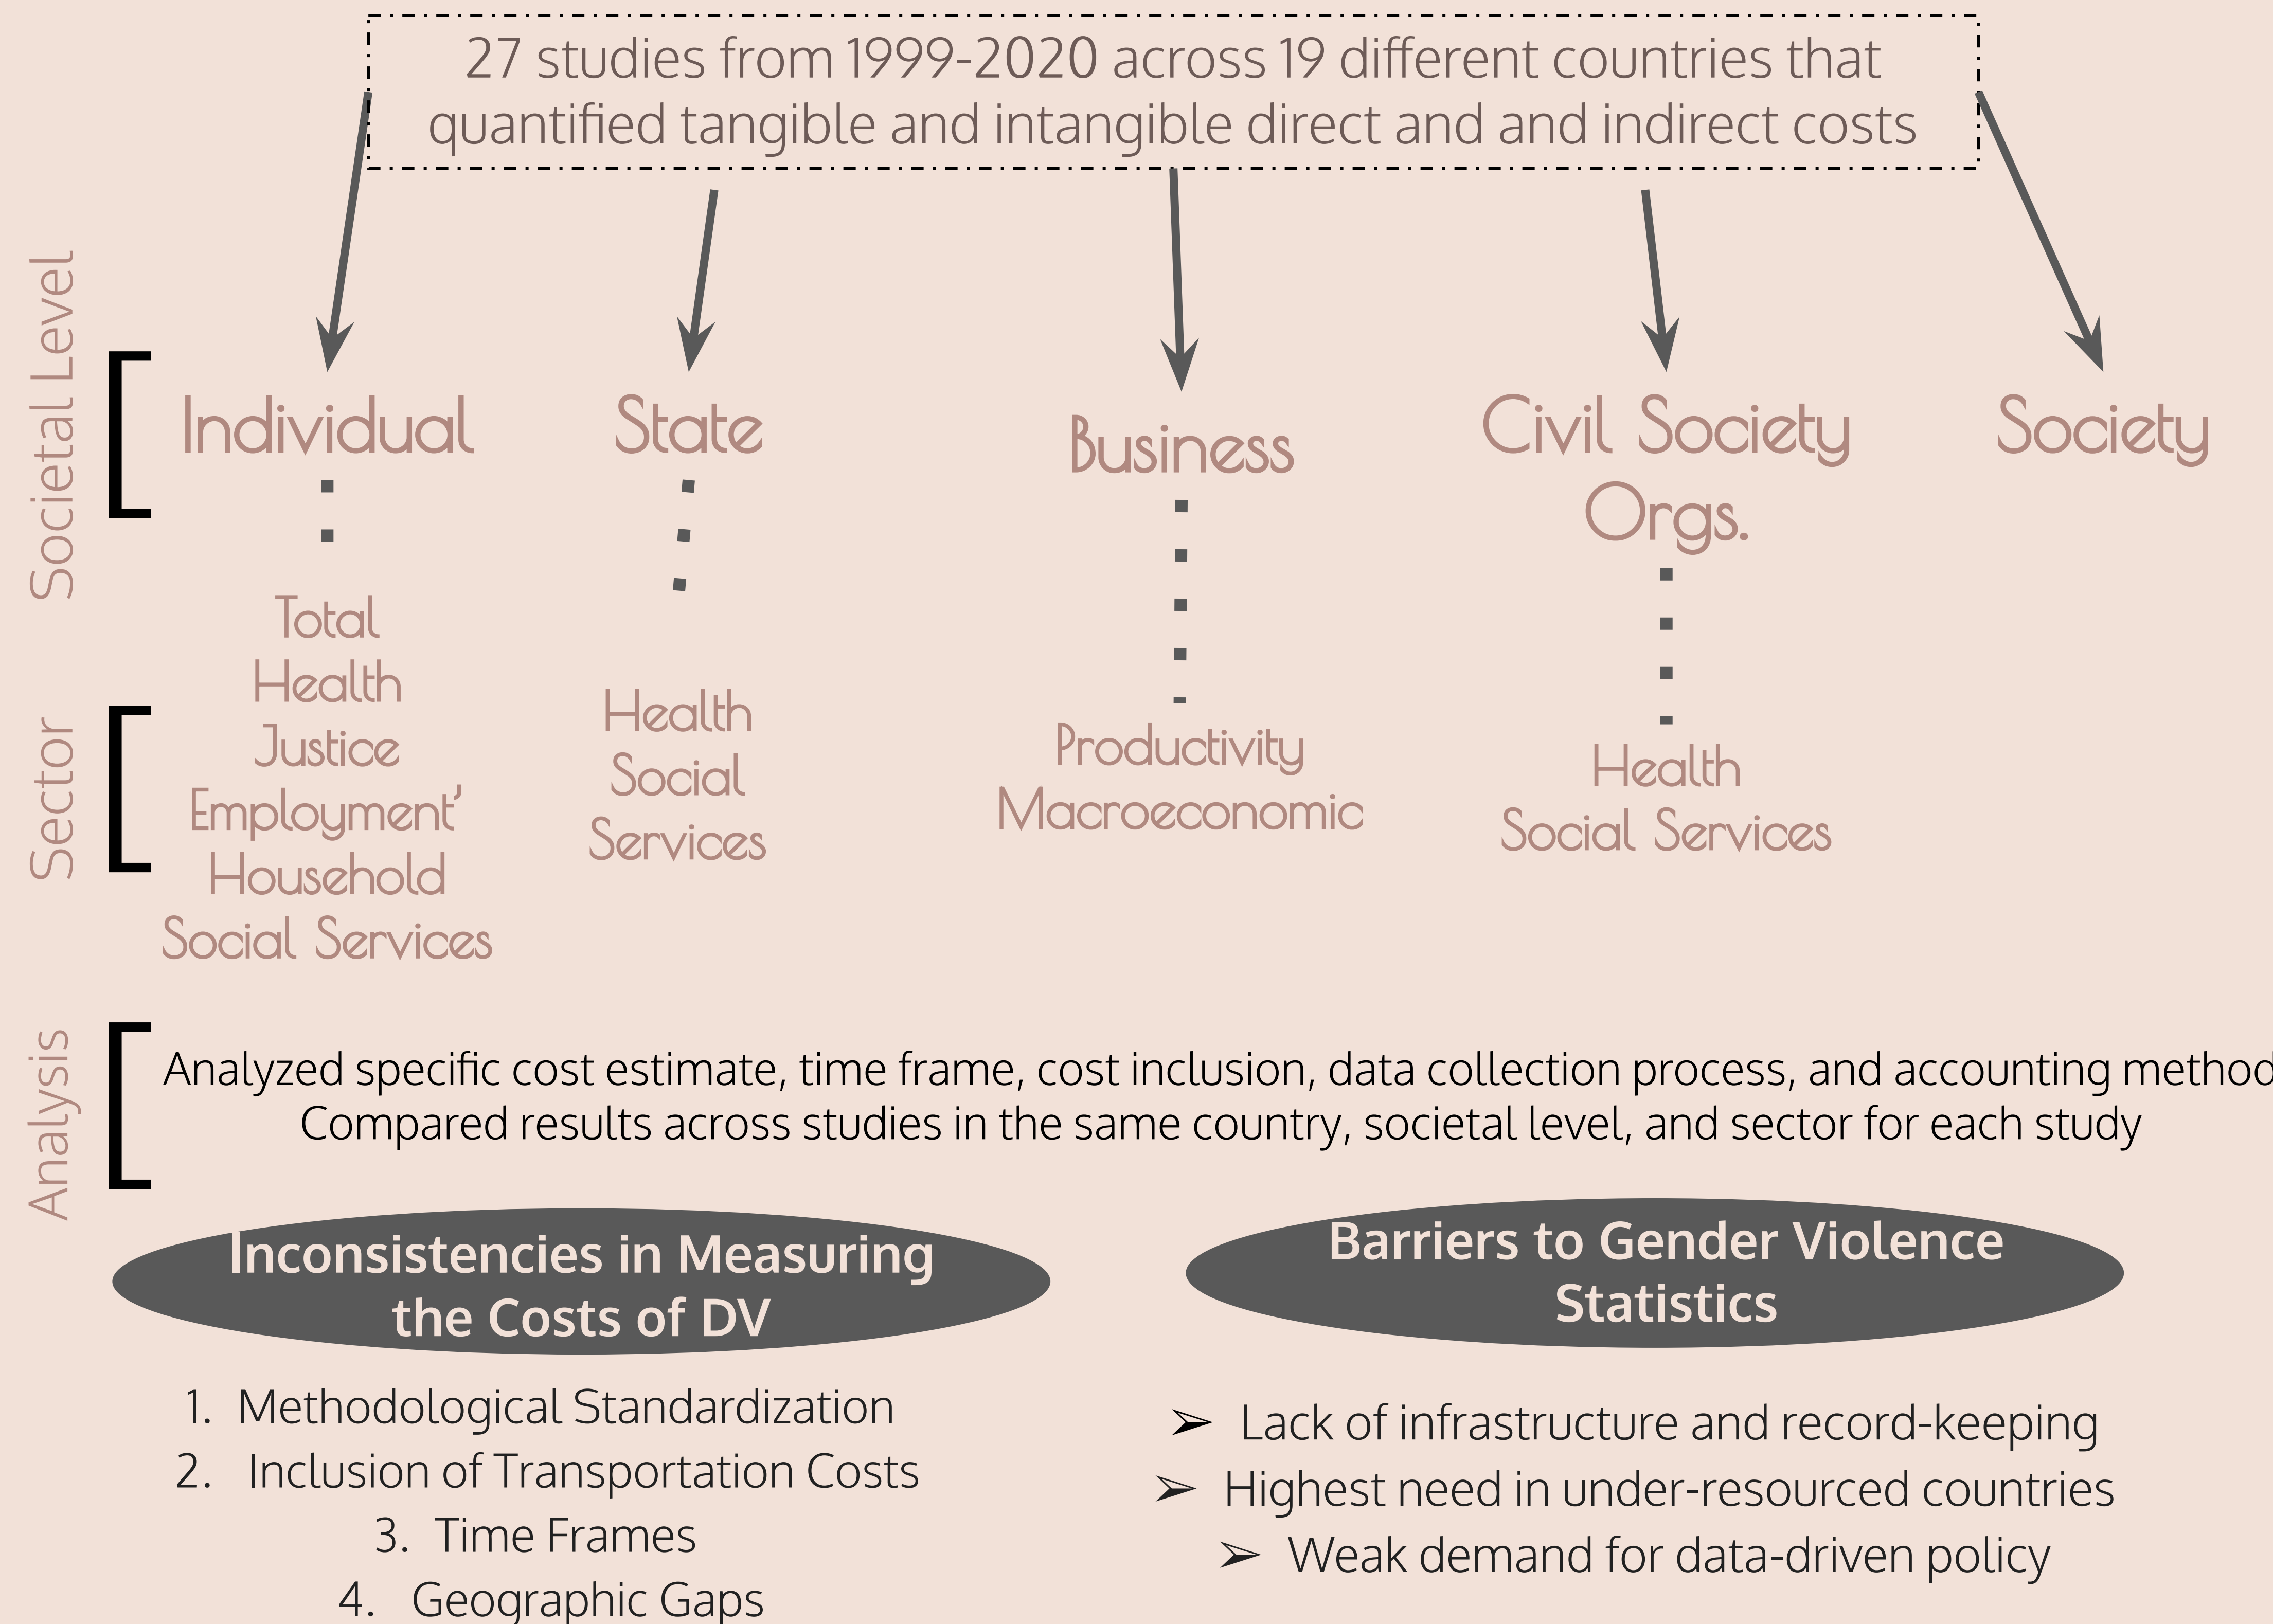 27 studies from 1999-2020 across 19 different countries that
quantified tangible and intangible direct and and indirect costs
Societal Level
Individual
State
Business
Civil Society
Orgs.
Society
Sector
Total
Health
Justice
Employment'
Household
Social Services
Health
Social
Services
Productivity
Macroeconomic
Health
Social Services
Analysis
Analyzed specific cost estimate, time frame, cost inclusion, data collection process, and accounting method
Compared results across studies in the same country, societal level, and sector for each study
Inconsistencies in Measuring
the Costs of DV
1. Methodological Standardization
2. Inclusion of Transportation Costs
3. Time Frames
4. Geographic Gaps
Barriers to Gender Violence
Statistics
➢ Lack of infrastructure and record-keeping
➢ Highest need in under-resourced countries
➢ Weak demand for data-driven policy